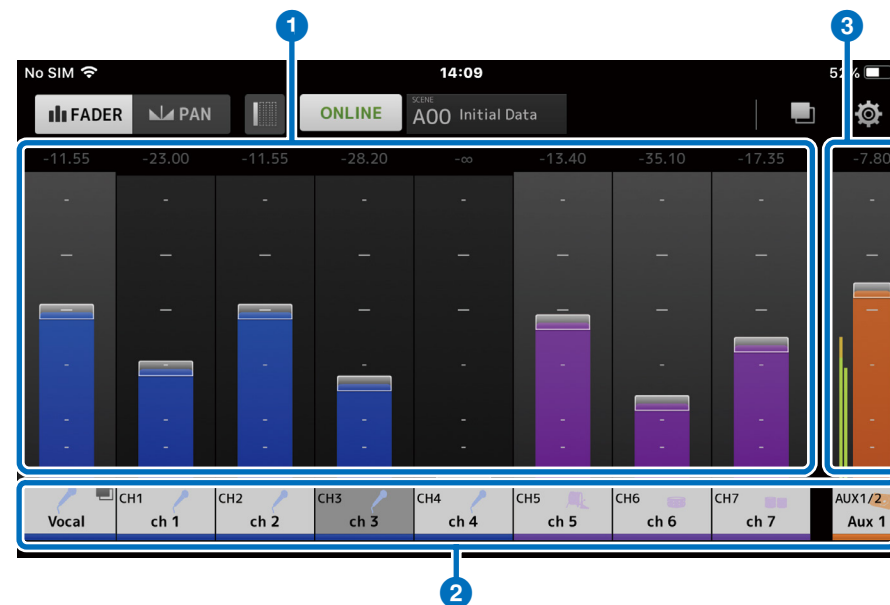 1
3
No SIM 14:09 52%
FADER PAN ONLINE SCENE A00 Initial Data
-11.55 -23.00 -11.55 -28.20 -∞ -13.40 -35.10 -17.35 -7.80
CH1 CH2 CH3 CH4 CH5 CH6 CH7 AUX1/2
Vocal ch 1 ch 2 ch 3 ch 4 ch 5 ch 6 ch 7 Aux 1
2